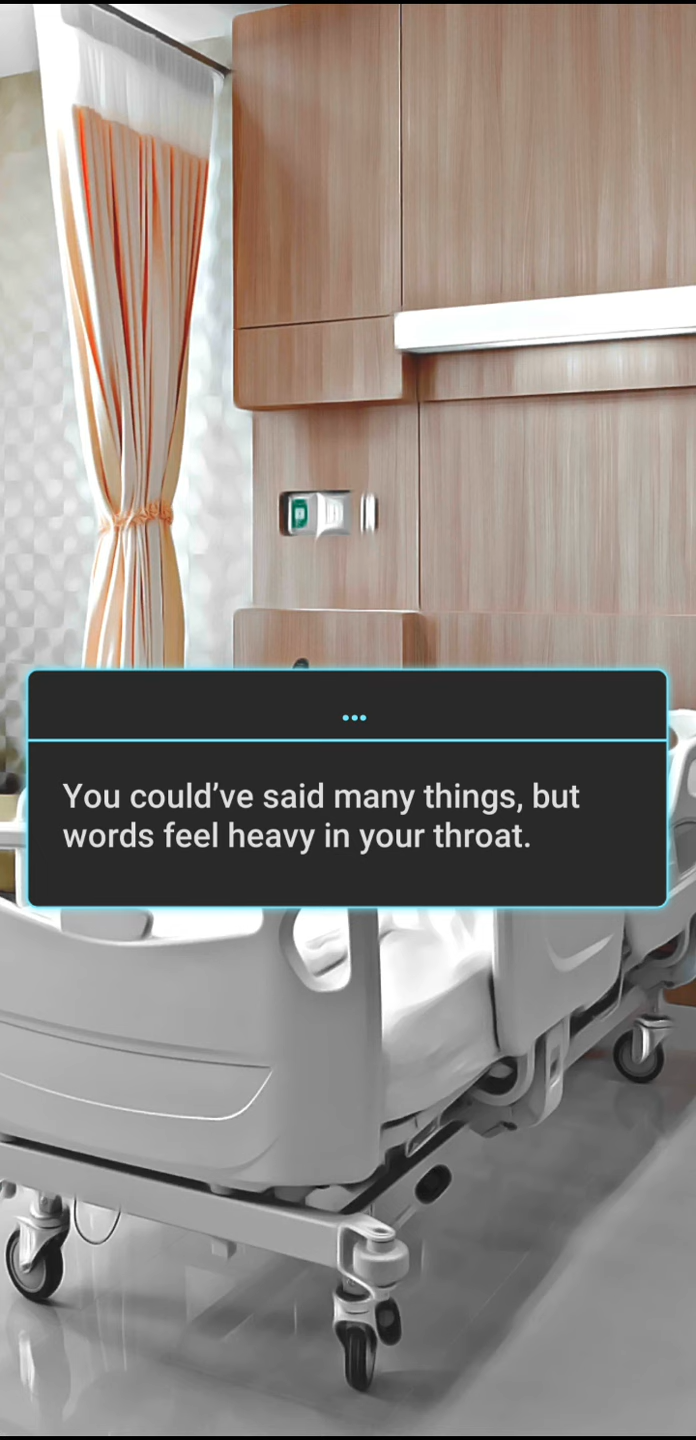 ...
You could’ve said many things, but
words feel heavy in your throat.